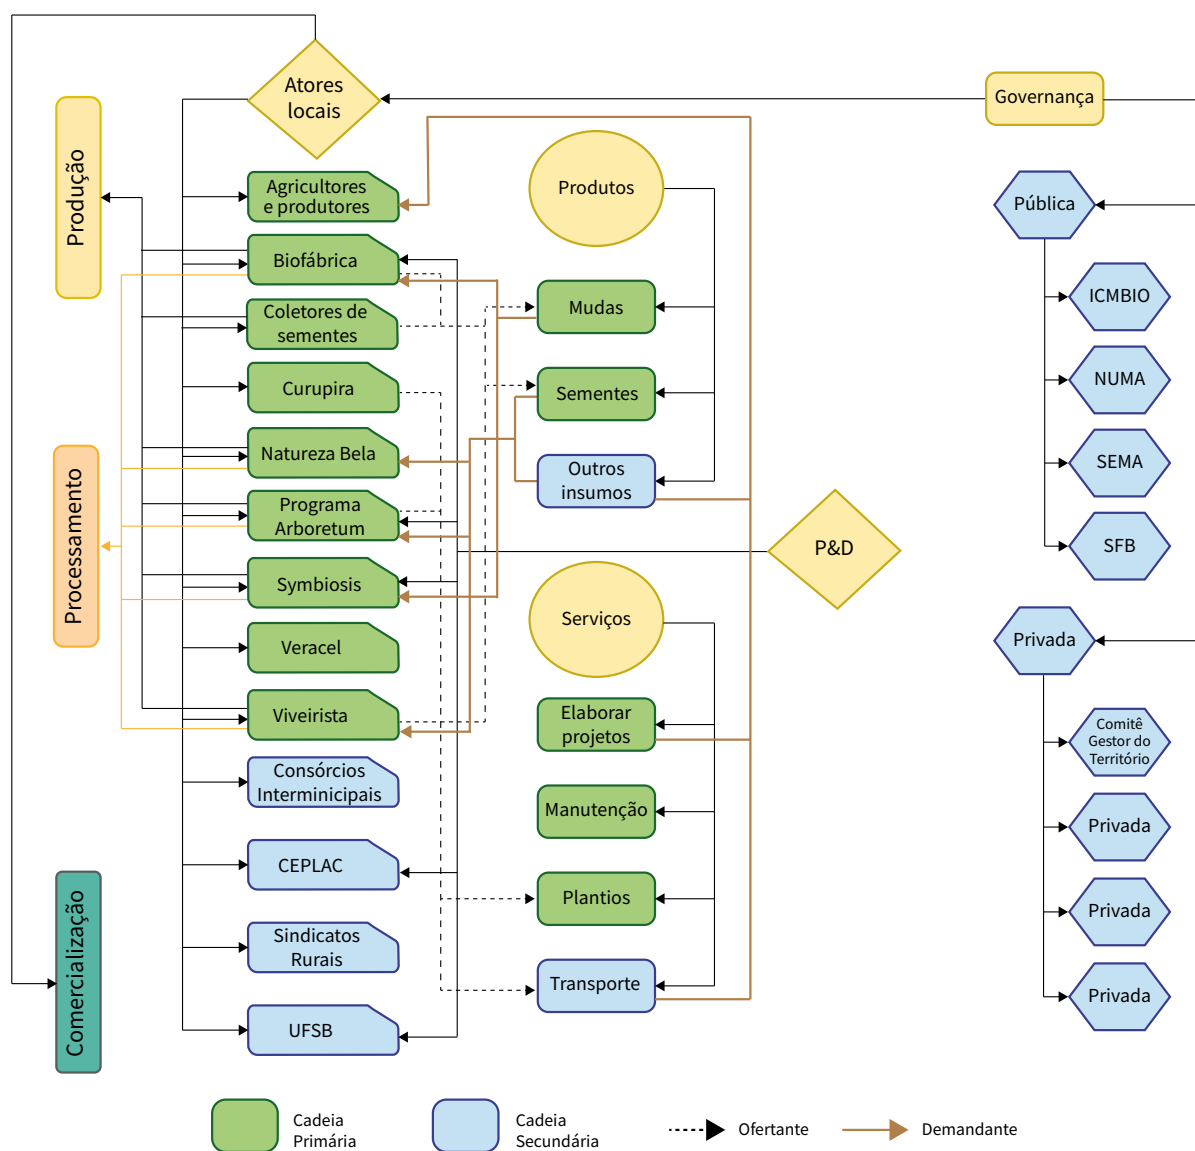 Atores
locais
Governança
Produção
Processamento
Comercialização
Agricultores
e produtores
Biofábrica
Coletores de
sementes
Curupira
Natureza Bela
Programa
Arboretum
Symbiosis
Veracel
Viveirista
Consórcios
Interminicipais
CEPLAC
Sindicatos
Rurais
UFSB
Produtos
Mudas
Sementes
Outros
insumos
P&D
Serviços
Elaborar
projetos
Manutenção
Plantios
Transporte
Pública
ICMBIO
NUMA
SEMA
SFB
Privada
Comitê
Gestor do
Território
Privada
Privada
Privada
Cadeia
Primária
Cadeia
Secundária
Ofertante
Demandante